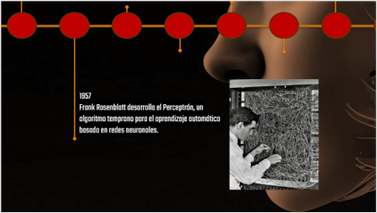 1957
Frank Rosenblatt desarrolla el Perceptrón, un
algoritmo temprano para el aprendizaje automático
basado en redes neuronales.